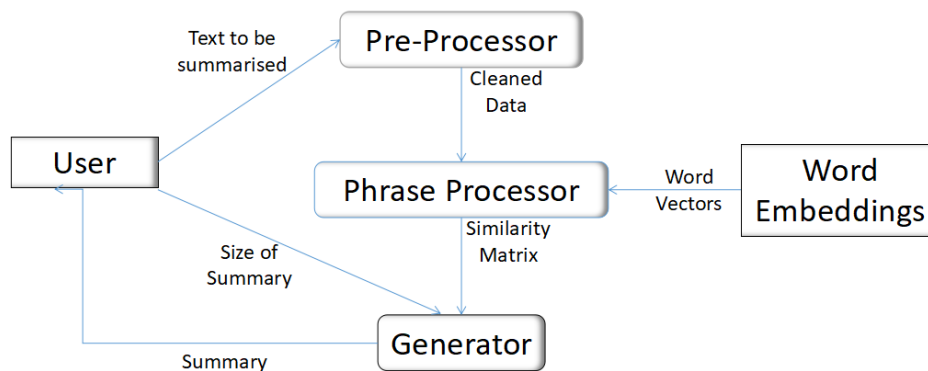 Text to be
summarised
Pre-Processor
Cleaned
Data
User
Phrase Processor
Word
Vectors
Word
Embeddings
Size of
Summary
Similarity
Matrix
Generator
Summary